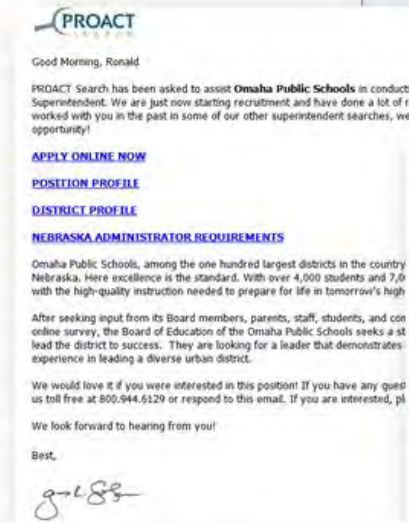 PROACT
Good Morning, Ronald
PROACT Search has been asked to assist Omaha Public Schools in conducti
Superintendent. We are just now starting recruitment and have done a lot of r
worked with you in the past in some of our other superintendent searches, we
opportunity!
APPLY ONLINE NOW
POSITION PROFILE
DISTRICT PROFILE
NEBRASKA ADMINISTRATOR REQUIREMENTS
Omaha Public Schools, among the one hundred largest districts in the country
Nebraska. Here excellence is the standard. With over 4,000 students and 7,0
with the high-quality instruction needed to prepare for life in tomorrow's high
After seeking input from its Board members, parents, staff, students, and com
online survey, the Board of Education of the Omaha Public Schools seeks a st
lead the district to success. They are looking for a leader that demonstrates
experience in leading a diverse urban district.
We would love it if you were interested in this position! If you have any quest
us toll free at 800.944.6129 or respond to this email. If you are interested, pl
We look forward to hearing from you!
Best,